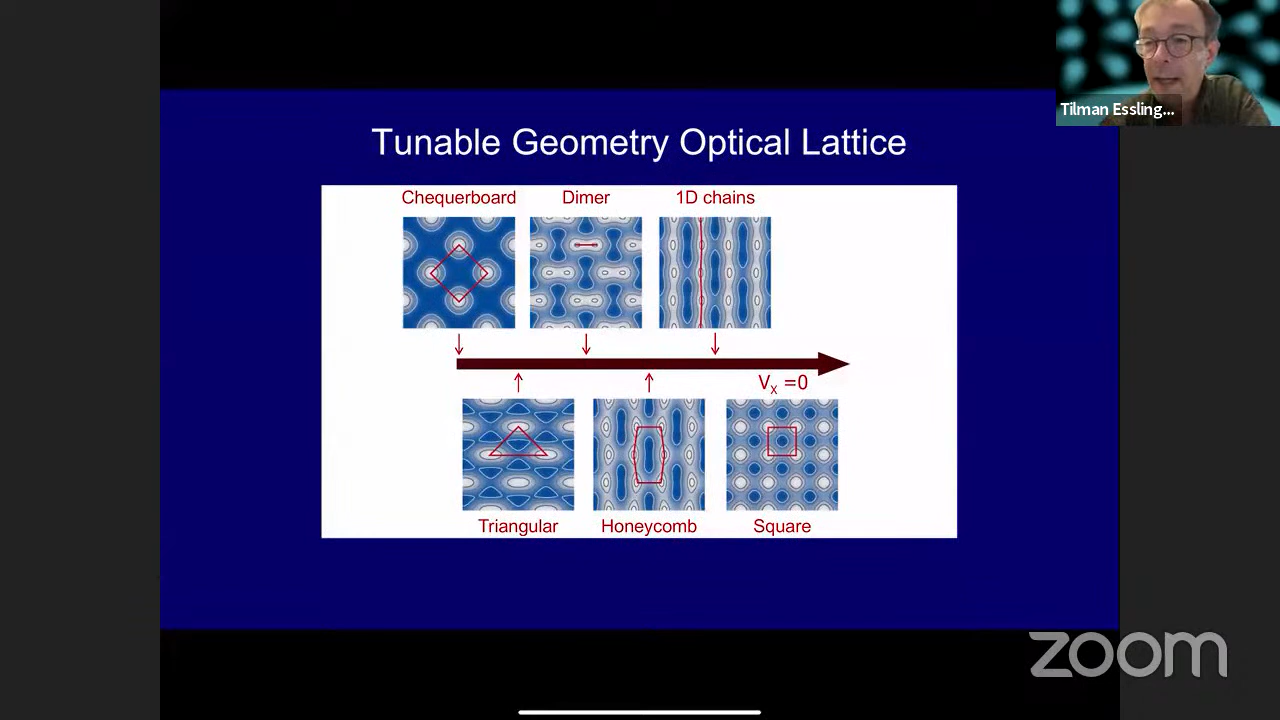 Tilman Essling...
Tunable Geometry Optical Lattice
Chequerboard
Dimer
1D chains
Vx =0
Triangular
Honeycomb
Square
zoom